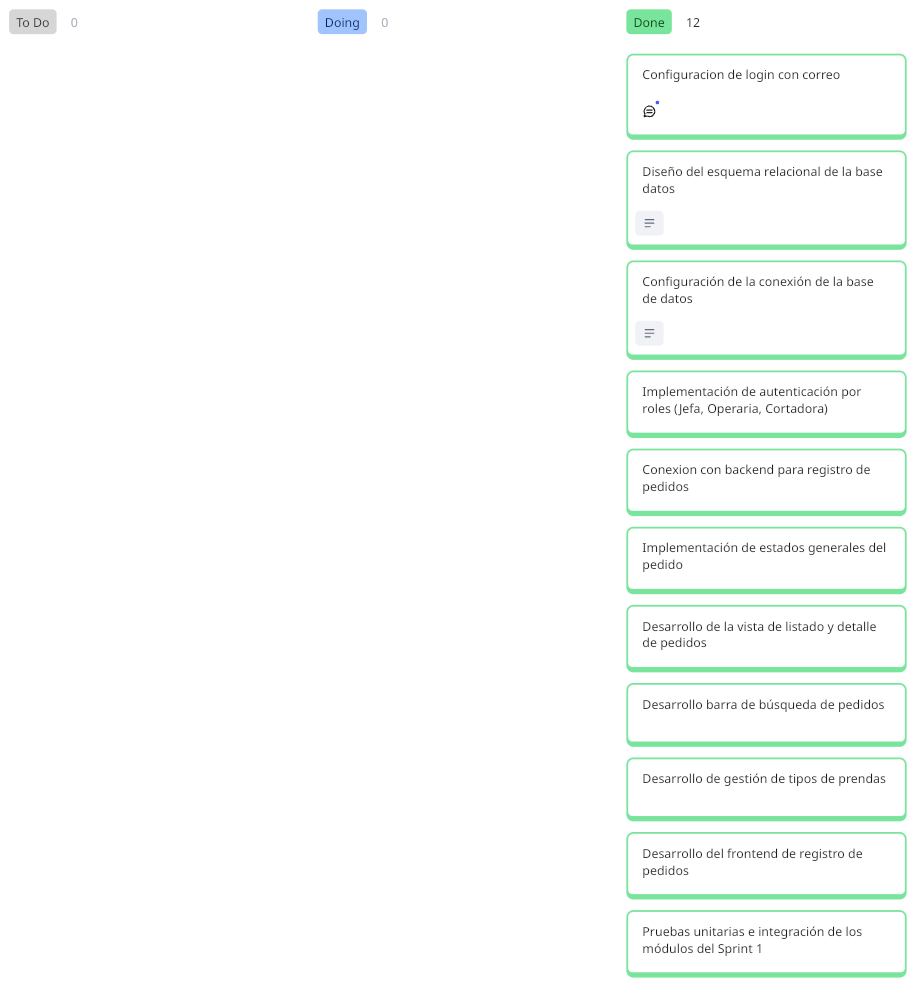 To Do 0
Doing 0
Done 12
Configuracion de login con correo
Diseño del esquema relacional de la base
datos
Configuración de la conexión de la base
de datos
Implementación de autenticación por
roles (Jefa, Operaria, Cortadora)
Conexion con backend para registro de
pedidos
Implementación de estados generales del
pedido
Desarrollo de la vista de listado y detalle
de pedidos
Desarrollo barra de búsqueda de pedidos
Desarrollo de gestión de tipos de prendas
Desarrollo del frontend de registro de
pedidos
Pruebas unitarias e integración de los
módulos del Sprint 1